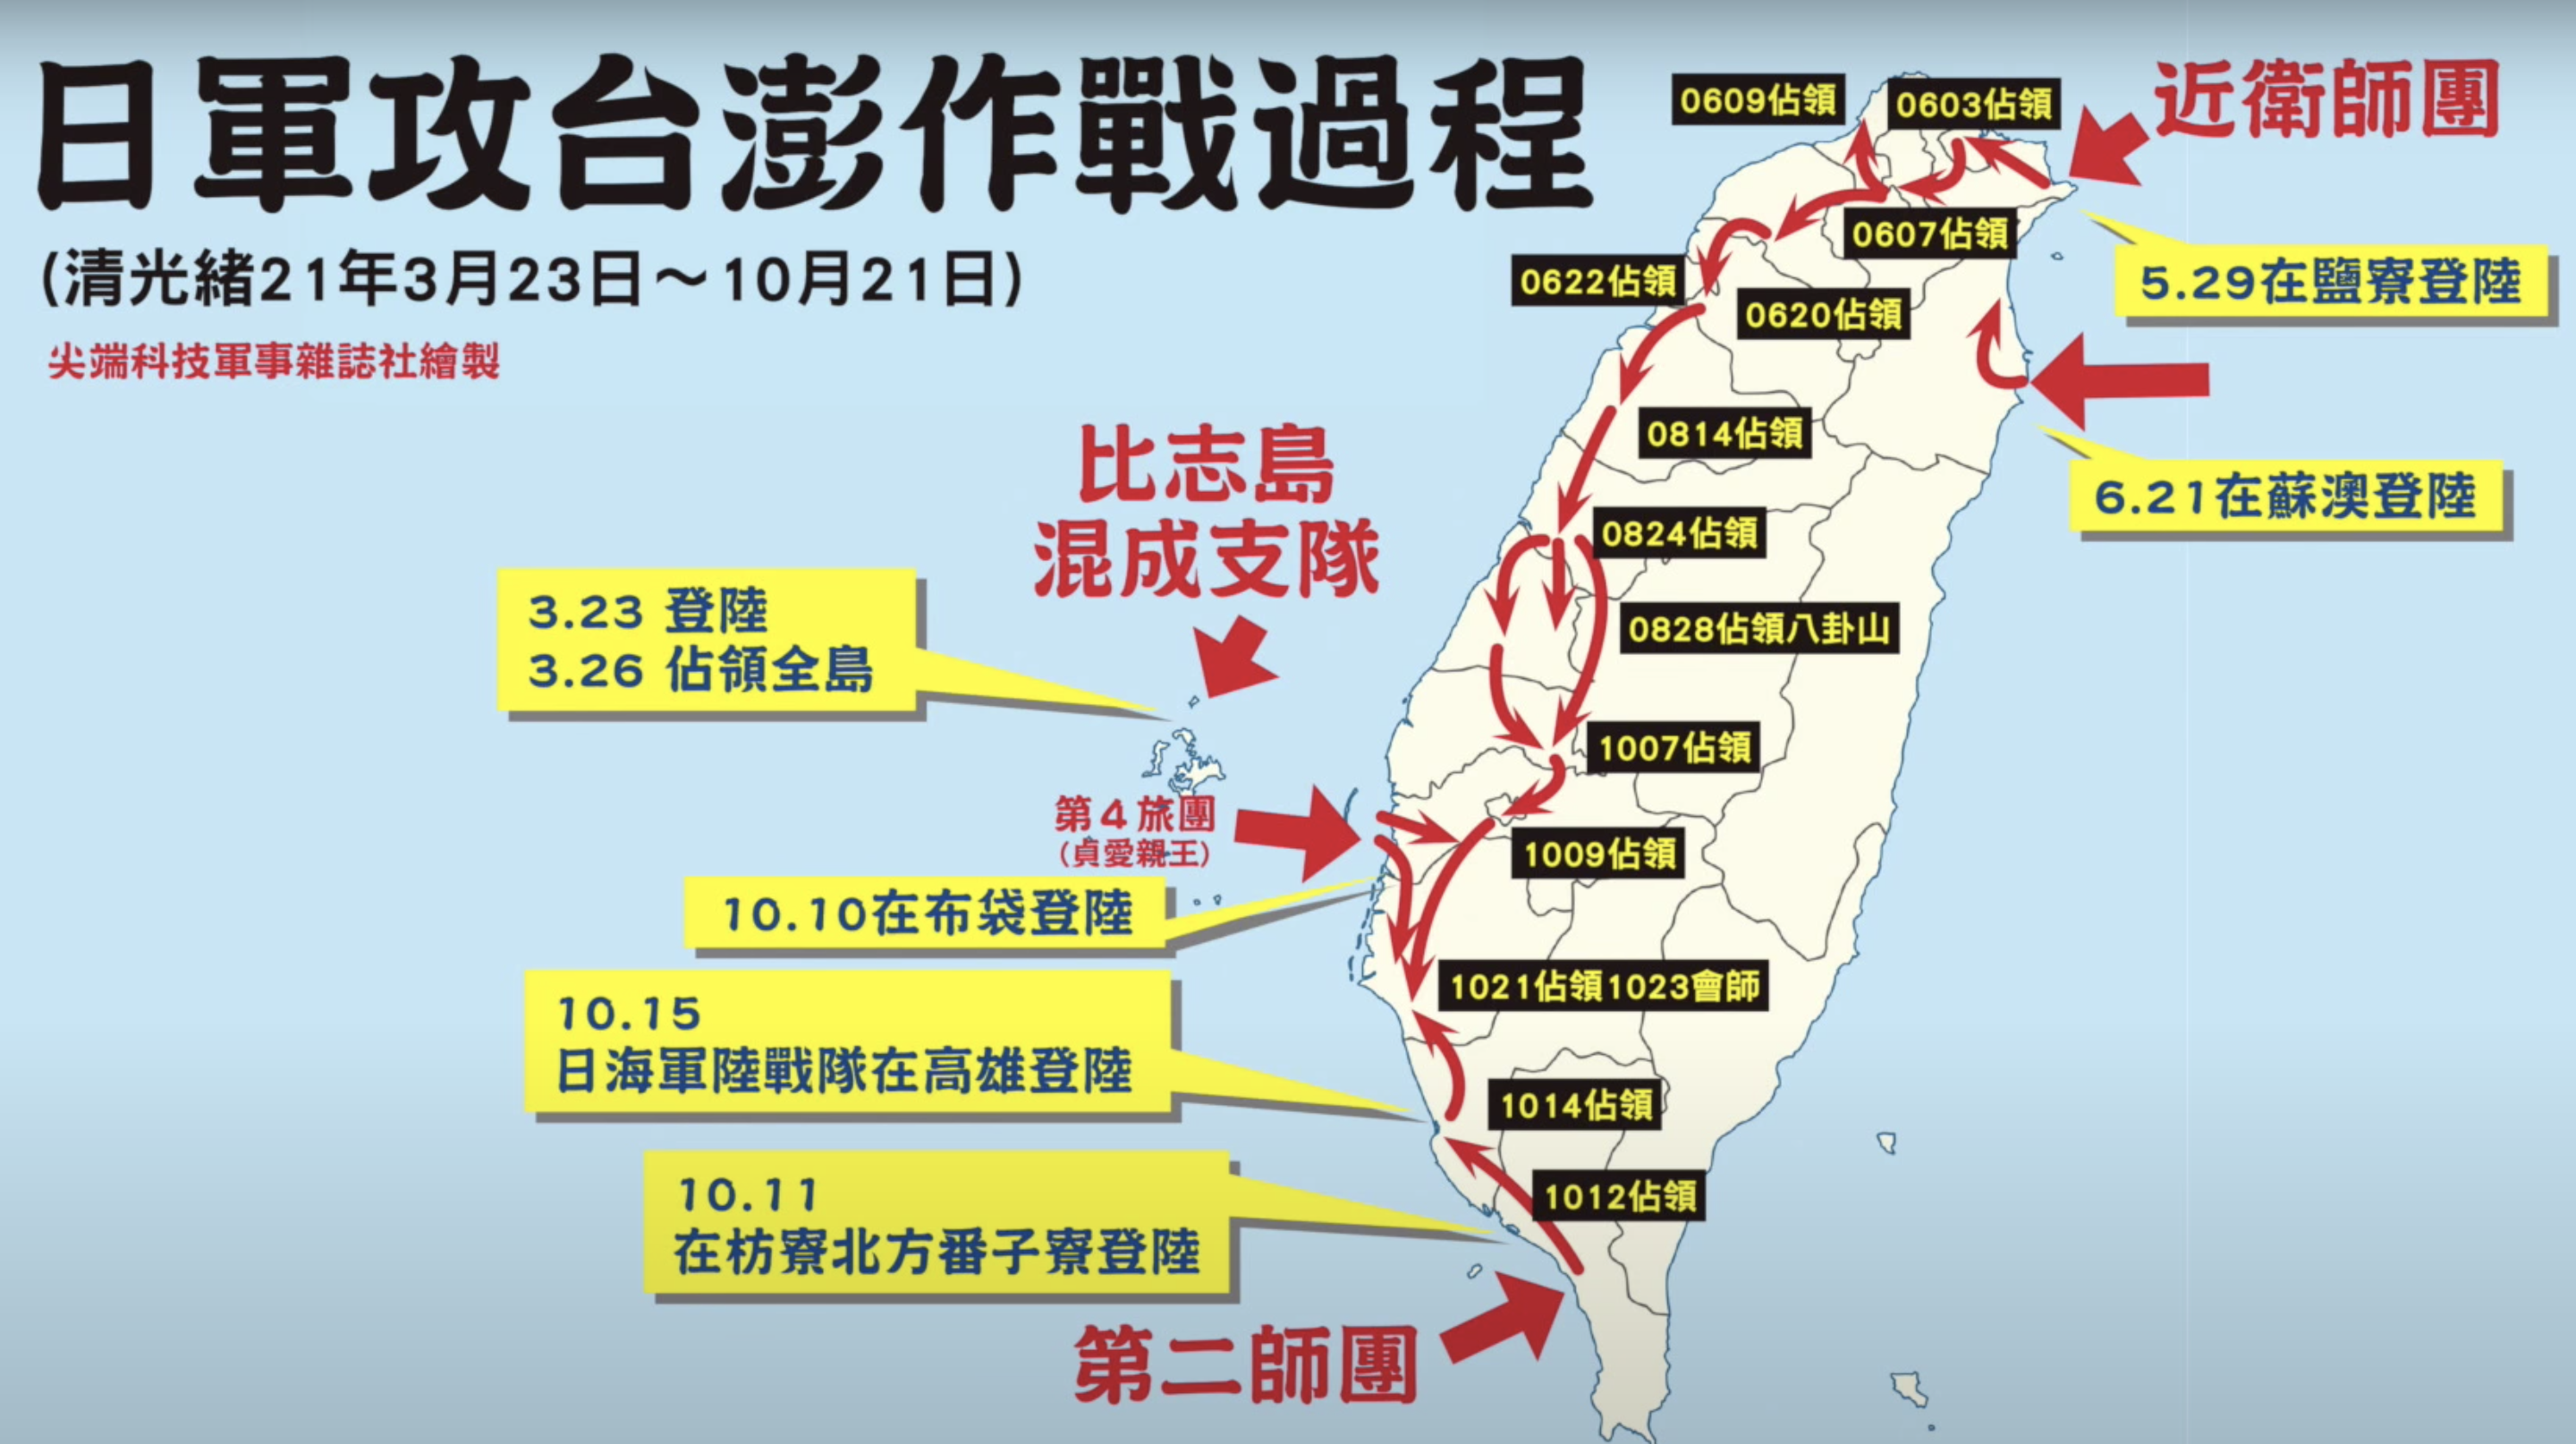 日軍攻台澎作戰過程
(清光緒21年3月23日～10月21日)
尖端科技軍事雜誌社繪製
近衛師團
0609佔領
0603佔領
0607佔領
5.29在鹽寮登陸
0622佔領
0620佔領
6.21在蘇澳登陸
0814佔領
比志島
混成支隊
0824佔領
3.23 登陸
3.26 佔領全島
0828佔領八卦山
1007佔領
第4旅團
(貞愛親王)
1009佔領
10.10在布袋登陸
1021佔領1023會師
10.15
日海軍陸戰隊在高雄登陸
1014佔領
10.11
在枋寮北方番子寮登陸
1012佔領
第二師團